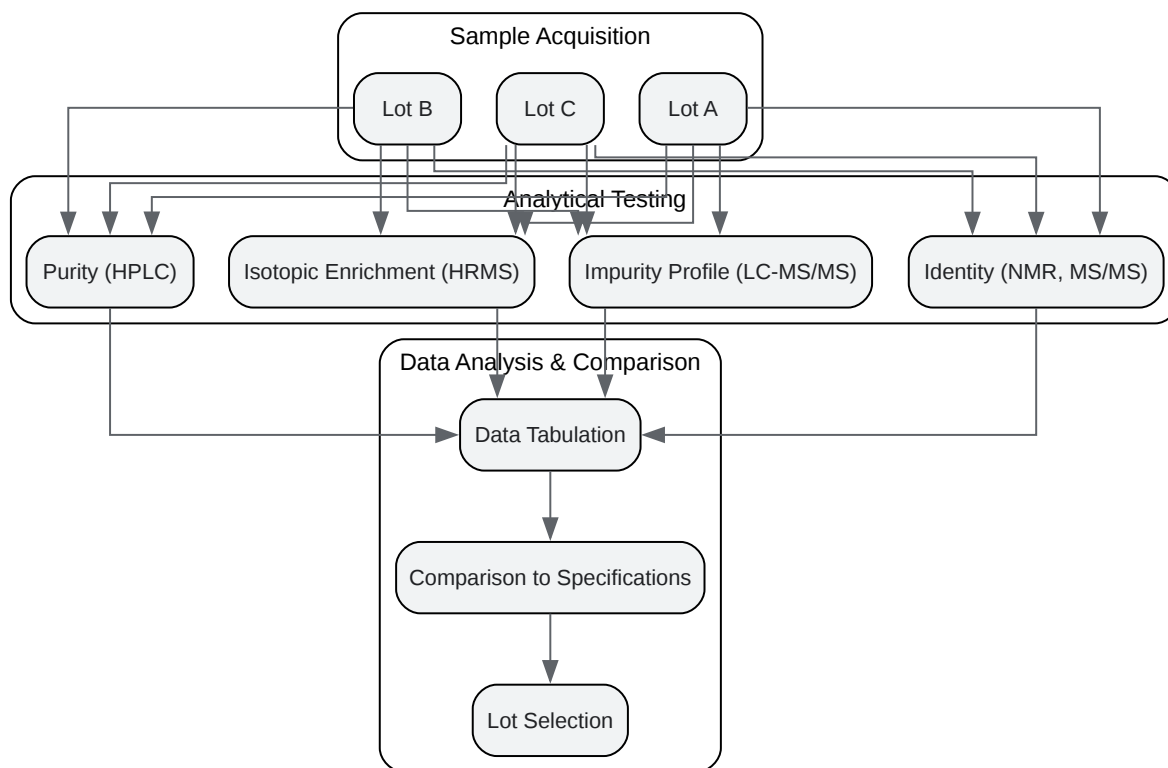 Sample Acquisition
Lot B
Lot C
Lot A
Analytical Testing
Purity (HPLC)
Isotopic Enrichment (HRMS)
Impurity Profile (LC-MS/MS)
Identity (NMR, MS/MS)
Data Analysis & Comparison
Data Tabulation
Comparison to Specifications
Lot Selection